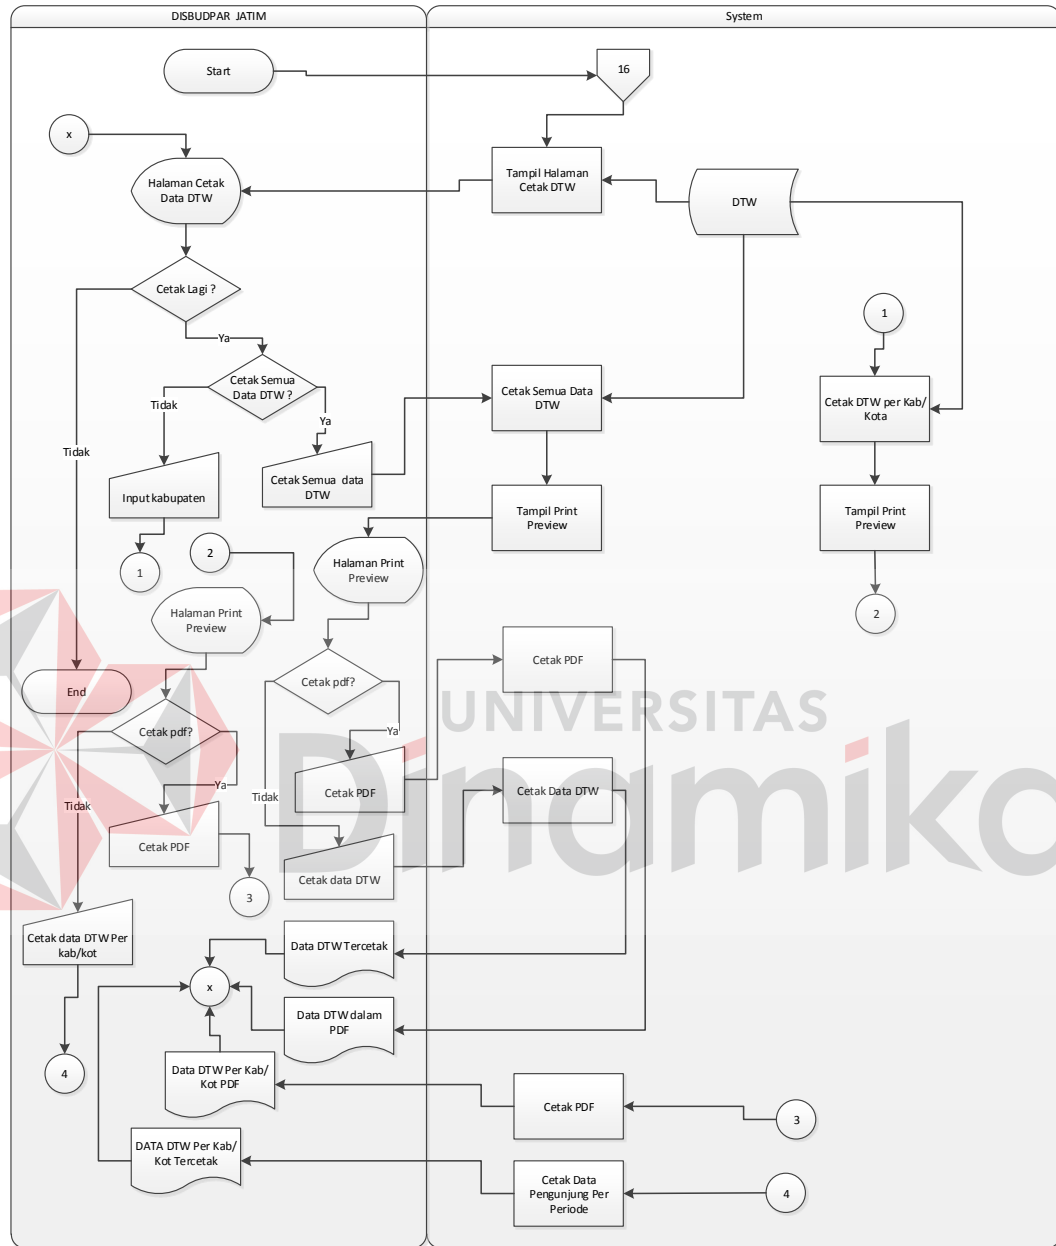 DISBUDPAR JATIM
System
Start
16
x
Halaman Cetak
Data DTW
Tampil Halaman
Cetak DTW
DTW
Cetak Lagi ?
Ya
1
Cetak Semua
Data DTW ?
Tidak
Ya
Cetak Semua Data
DTW
Cetak DTW per Kab/
Kota
Tidak
Input kabupaten
Cetak Semua data
DTW
Tampil Print
Preview
Tampil Print
Preview
1
2
Halaman Print
Preview
2
Halaman Print
Preview
Cetak pdf?
Cetak PDF
End
Cetak pdf?
Ya
UNIVERSITAS
Dinamika
Cetak PDF
Cetak Data DTW
Tidak
Ya
Tidak
Cetak PDF
Cetak data DTW
3
Cetak data DTW Per
kab/kot
Data DTW Tercetak
x
Data DTW dalam
PDF
4
Data DTW Per Kab/
Kot PDF
Cetak PDF
3
DATA DTW Per Kab/
Kot Tercetak
Cetak Data
Pengunjung Per
Periode
4